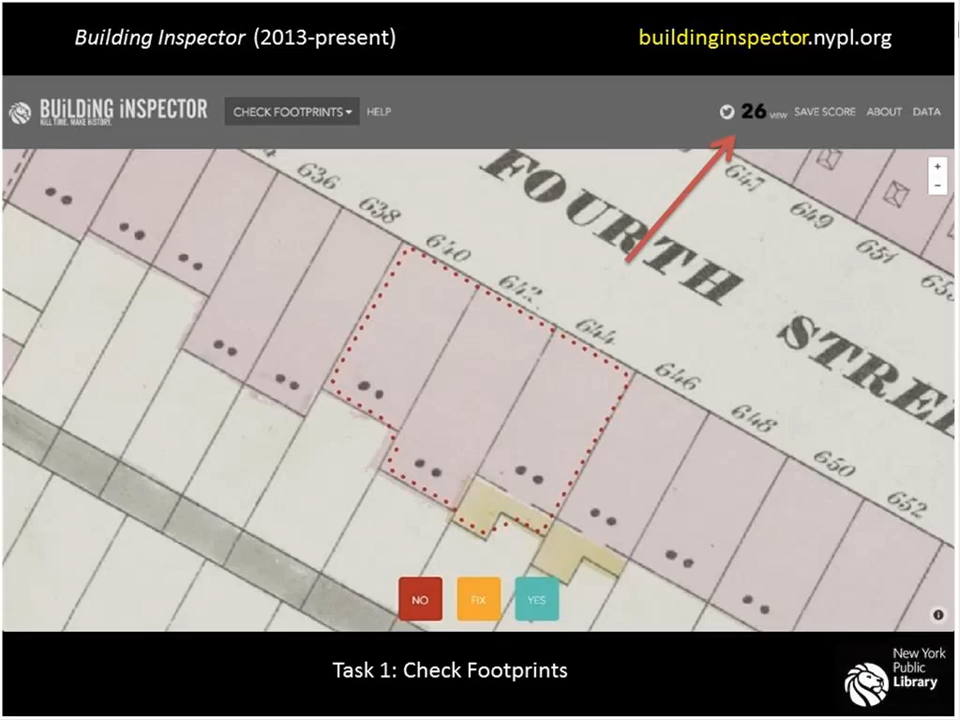 Building Inspector (2013-present)
buildinginspector.nypl.org
BUiLDiNG iNSPECTOR
KILL TIME. MAKE HISTORY.
CHECK FOOTPRINTS
HELP
26 VIEW
SAVE SCORE
ABOUT
DATA
+
-
FOURTH STREE
636
638
640
642
644
646
648
650
652
647
649
651
NO
FIX
YES
Task 1: Check Footprints
New York
Public
Library